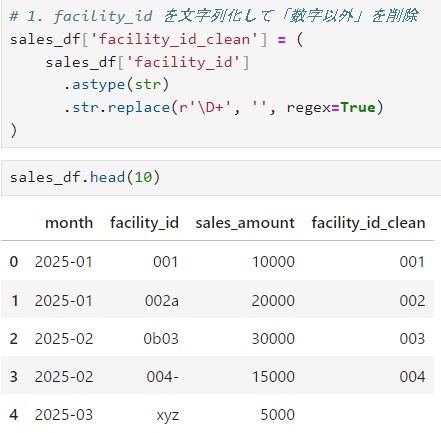 # 1. facility_id を文字列化して「数字以外」を削除
sales_df['facility_id_clean'] = (
    sales_df['facility_id']
      .astype(str)
      .str.replace(r'\D+', '', regex=True)
)
sales_df.head(10)
month facility_id sales_amount facility_id_clean
0 2025-01 001 10000 001
1 2025-01 002a 20000 002
2 2025-02 0b03 30000 003
3 2025-02 004- 15000 004
4 2025-03 xyz 5000